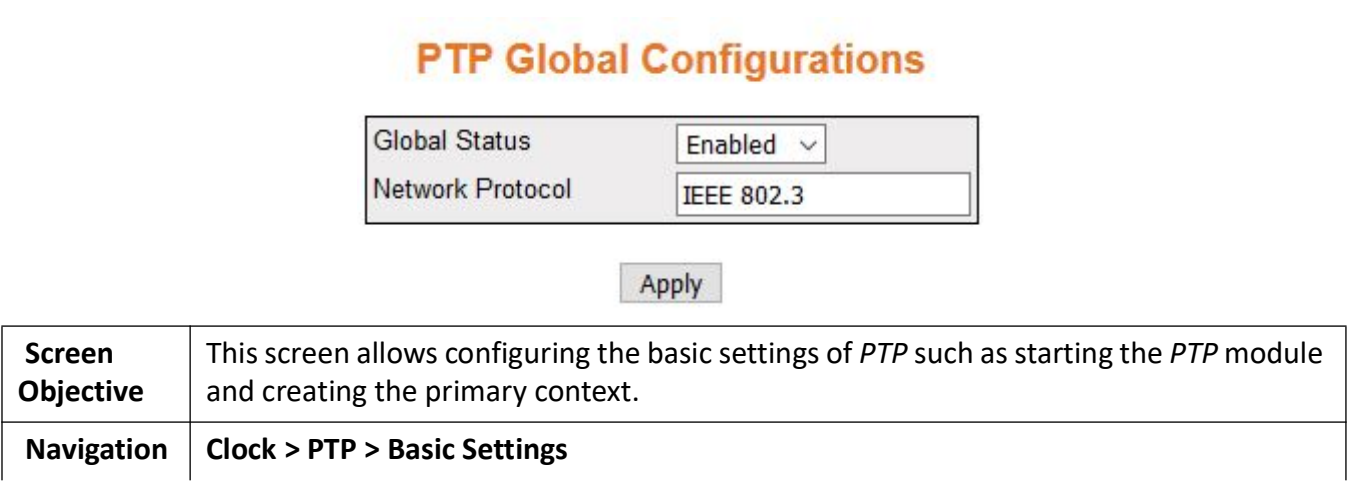 PTP Global Configurations
Global Status Enabled
Network Protocol IEEE 802.3
Apply
Screen Objective This screen allows configuring the basic settings of PTP such as starting the PTP module
and creating the primary context.
Navigation Clock > PTP > Basic Settings